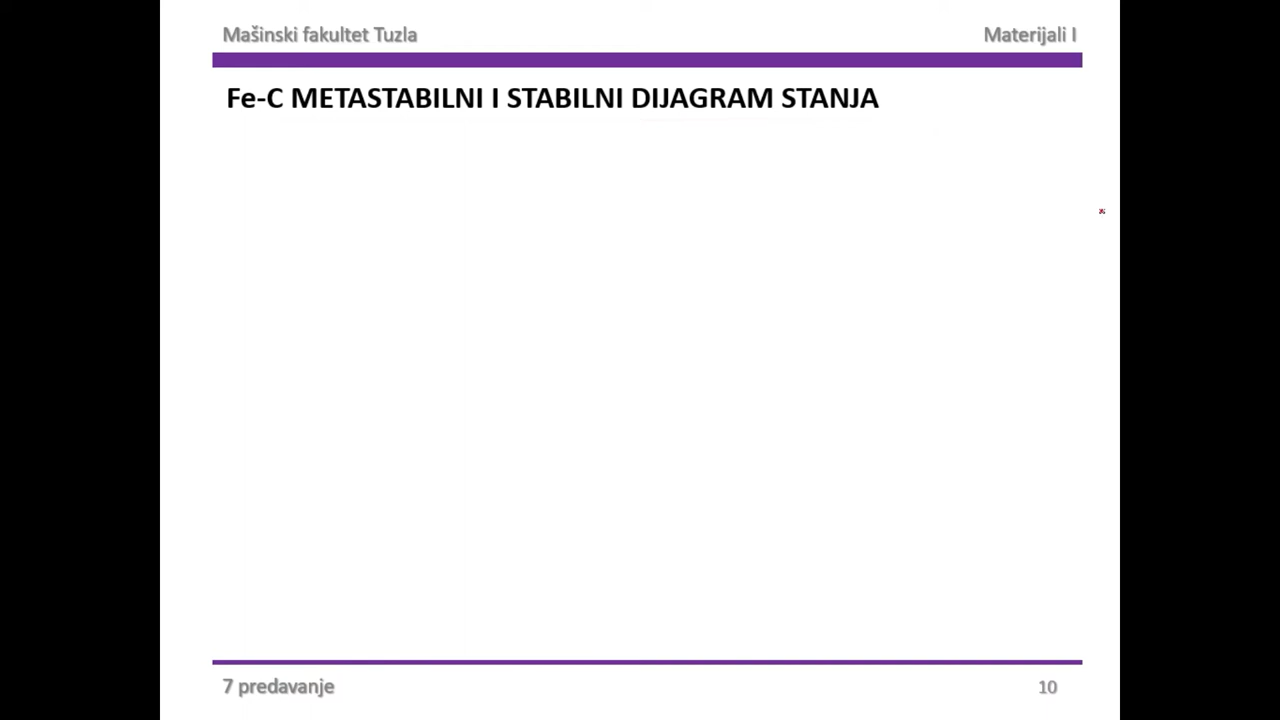 Mašinski fakultet Tuzla
Materijali I
Fe-C METASTABILNI I STABILNI DIJAGRAM STANJA
7 predavanje
10